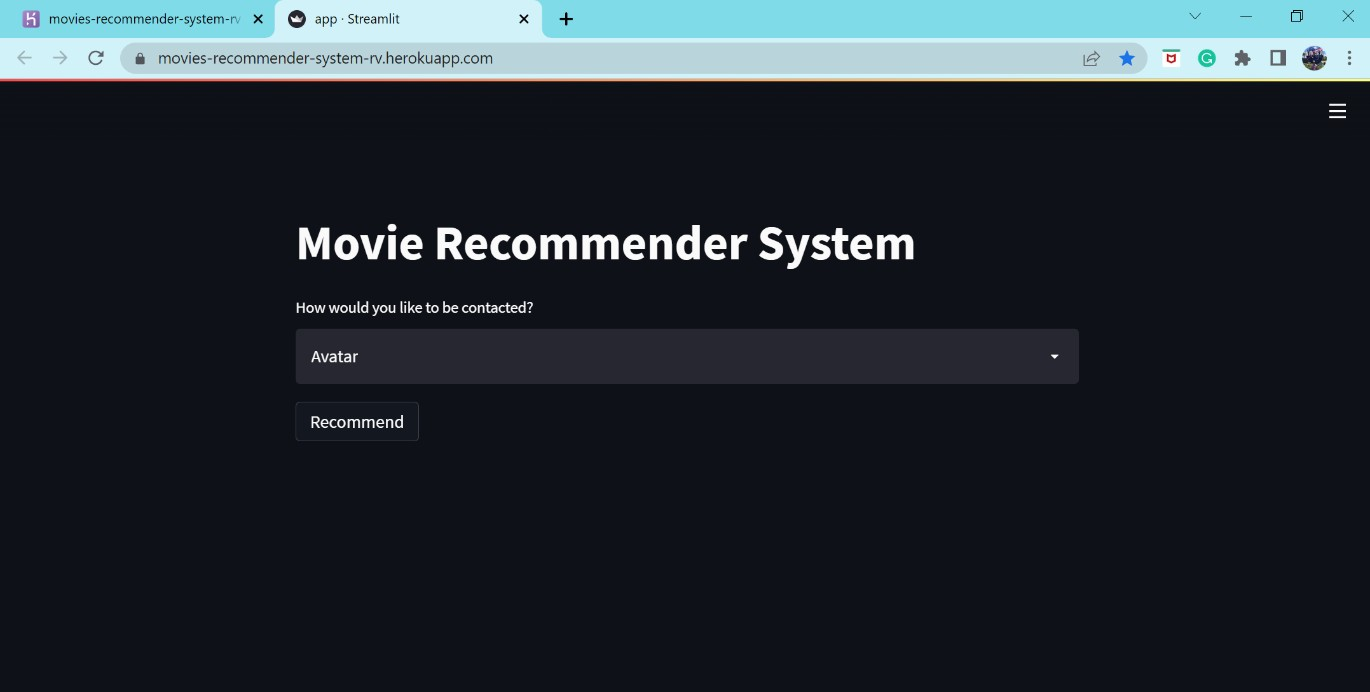 movies-recommender-system-rv
app · Streamlit
movies-recommender-system-rv.herokuapp.com
Movie Recommender System
How would you like to be contacted?
Avatar
Recommend